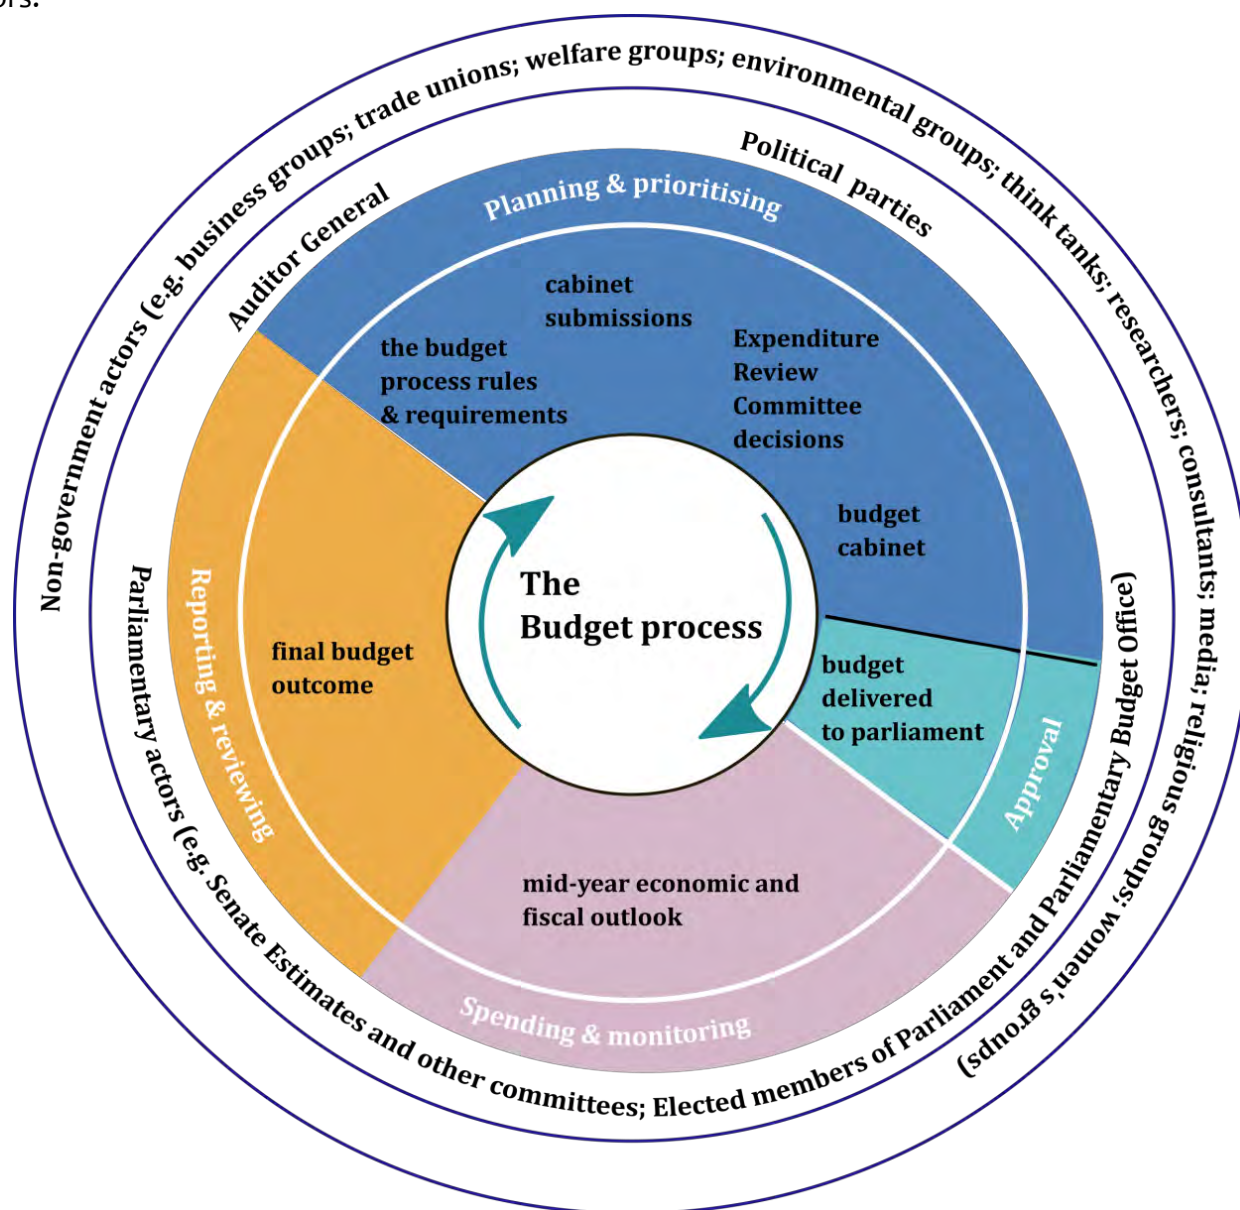 ors.
Non-government actors (e.g. business groups; trade unions; welfare groups; environmental groups; think tanks; researchers; consultants; media; religious groups; women's groups)
Auditor General
Political parties
Parliamentary actors (e.g. Senate Estimates and other committees; Elected members of Parliament and Parliamentary Budget Office)
Planning & prioritising
cabinet
submissions
the budget
process rules
& requirements
Expenditure
Review
Committee
decisions
budget
cabinet
The
Budget process
budget
delivered
to parliament
Approval
mid-year economic and
fiscal outlook
Spending & monitoring
final budget
outcome
Reporting & reviewing